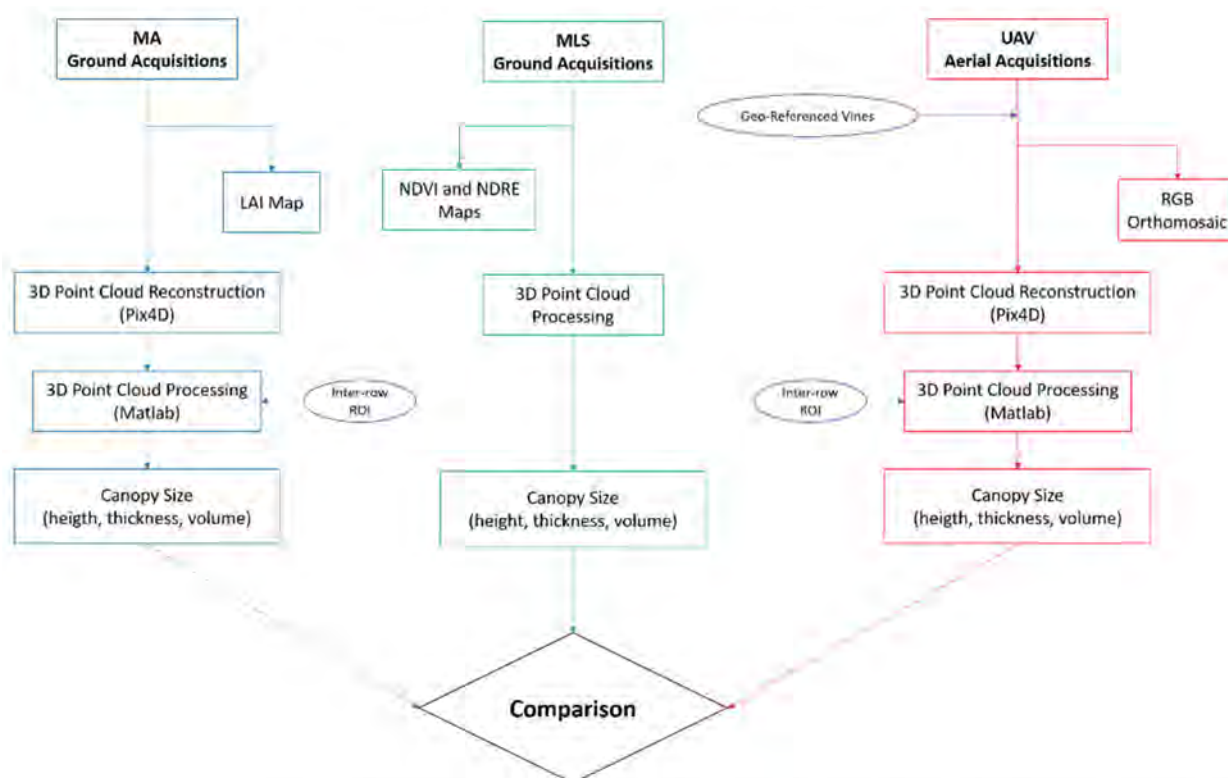 MA
Ground Acquisitions
MLS
Ground Acquisitions
UAV
Aerial Acquisitions
Geo-Referenced Vines
LAI Map
NDVI and NDRE
Maps
RGB
Orthomosaic
3D Point Cloud Reconstruction
(Pix4D)
3D Point Cloud
Processing
3D Point Cloud Reconstruction
(Pix4D)
3D Point Cloud Processing
(Matlab)
Inter-row
ROI
Inter-row
ROI
3D Point Cloud Processing
(Matlab)
Canopy Size
(heigth, thickness, volume)
Canopy Size
(height, thickness, volume)
Canopy Size
(heigth, thickness, volume)
Comparison